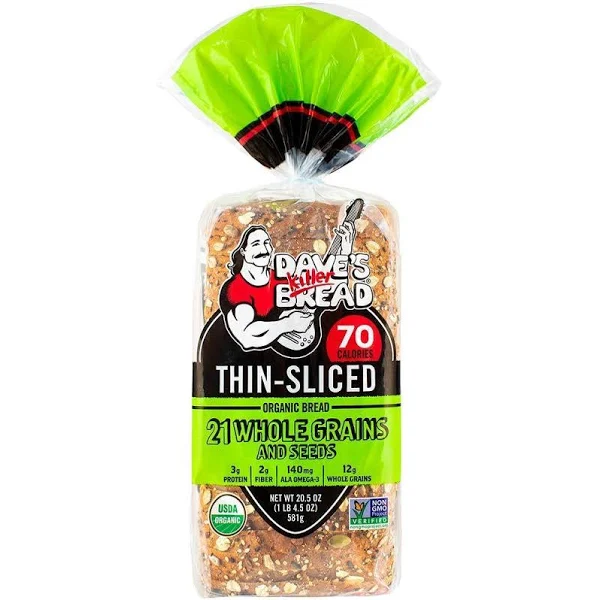 DAVE'S
Killer
BREAD®
70
CALORIES
THIN-SLICED
ORGANIC BREAD
21 WHOLE GRAINS
AND SEEDS
3g PROTEIN
2g FIBER
140mg ALA OMEGA-3
12g WHOLE GRAINS
NET WT 20.5 OZ
(1 LB 4.5 OZ)
581g
USDA
ORGANIC
NON
GMO
Project
VERIFIED
nongmoproject.org